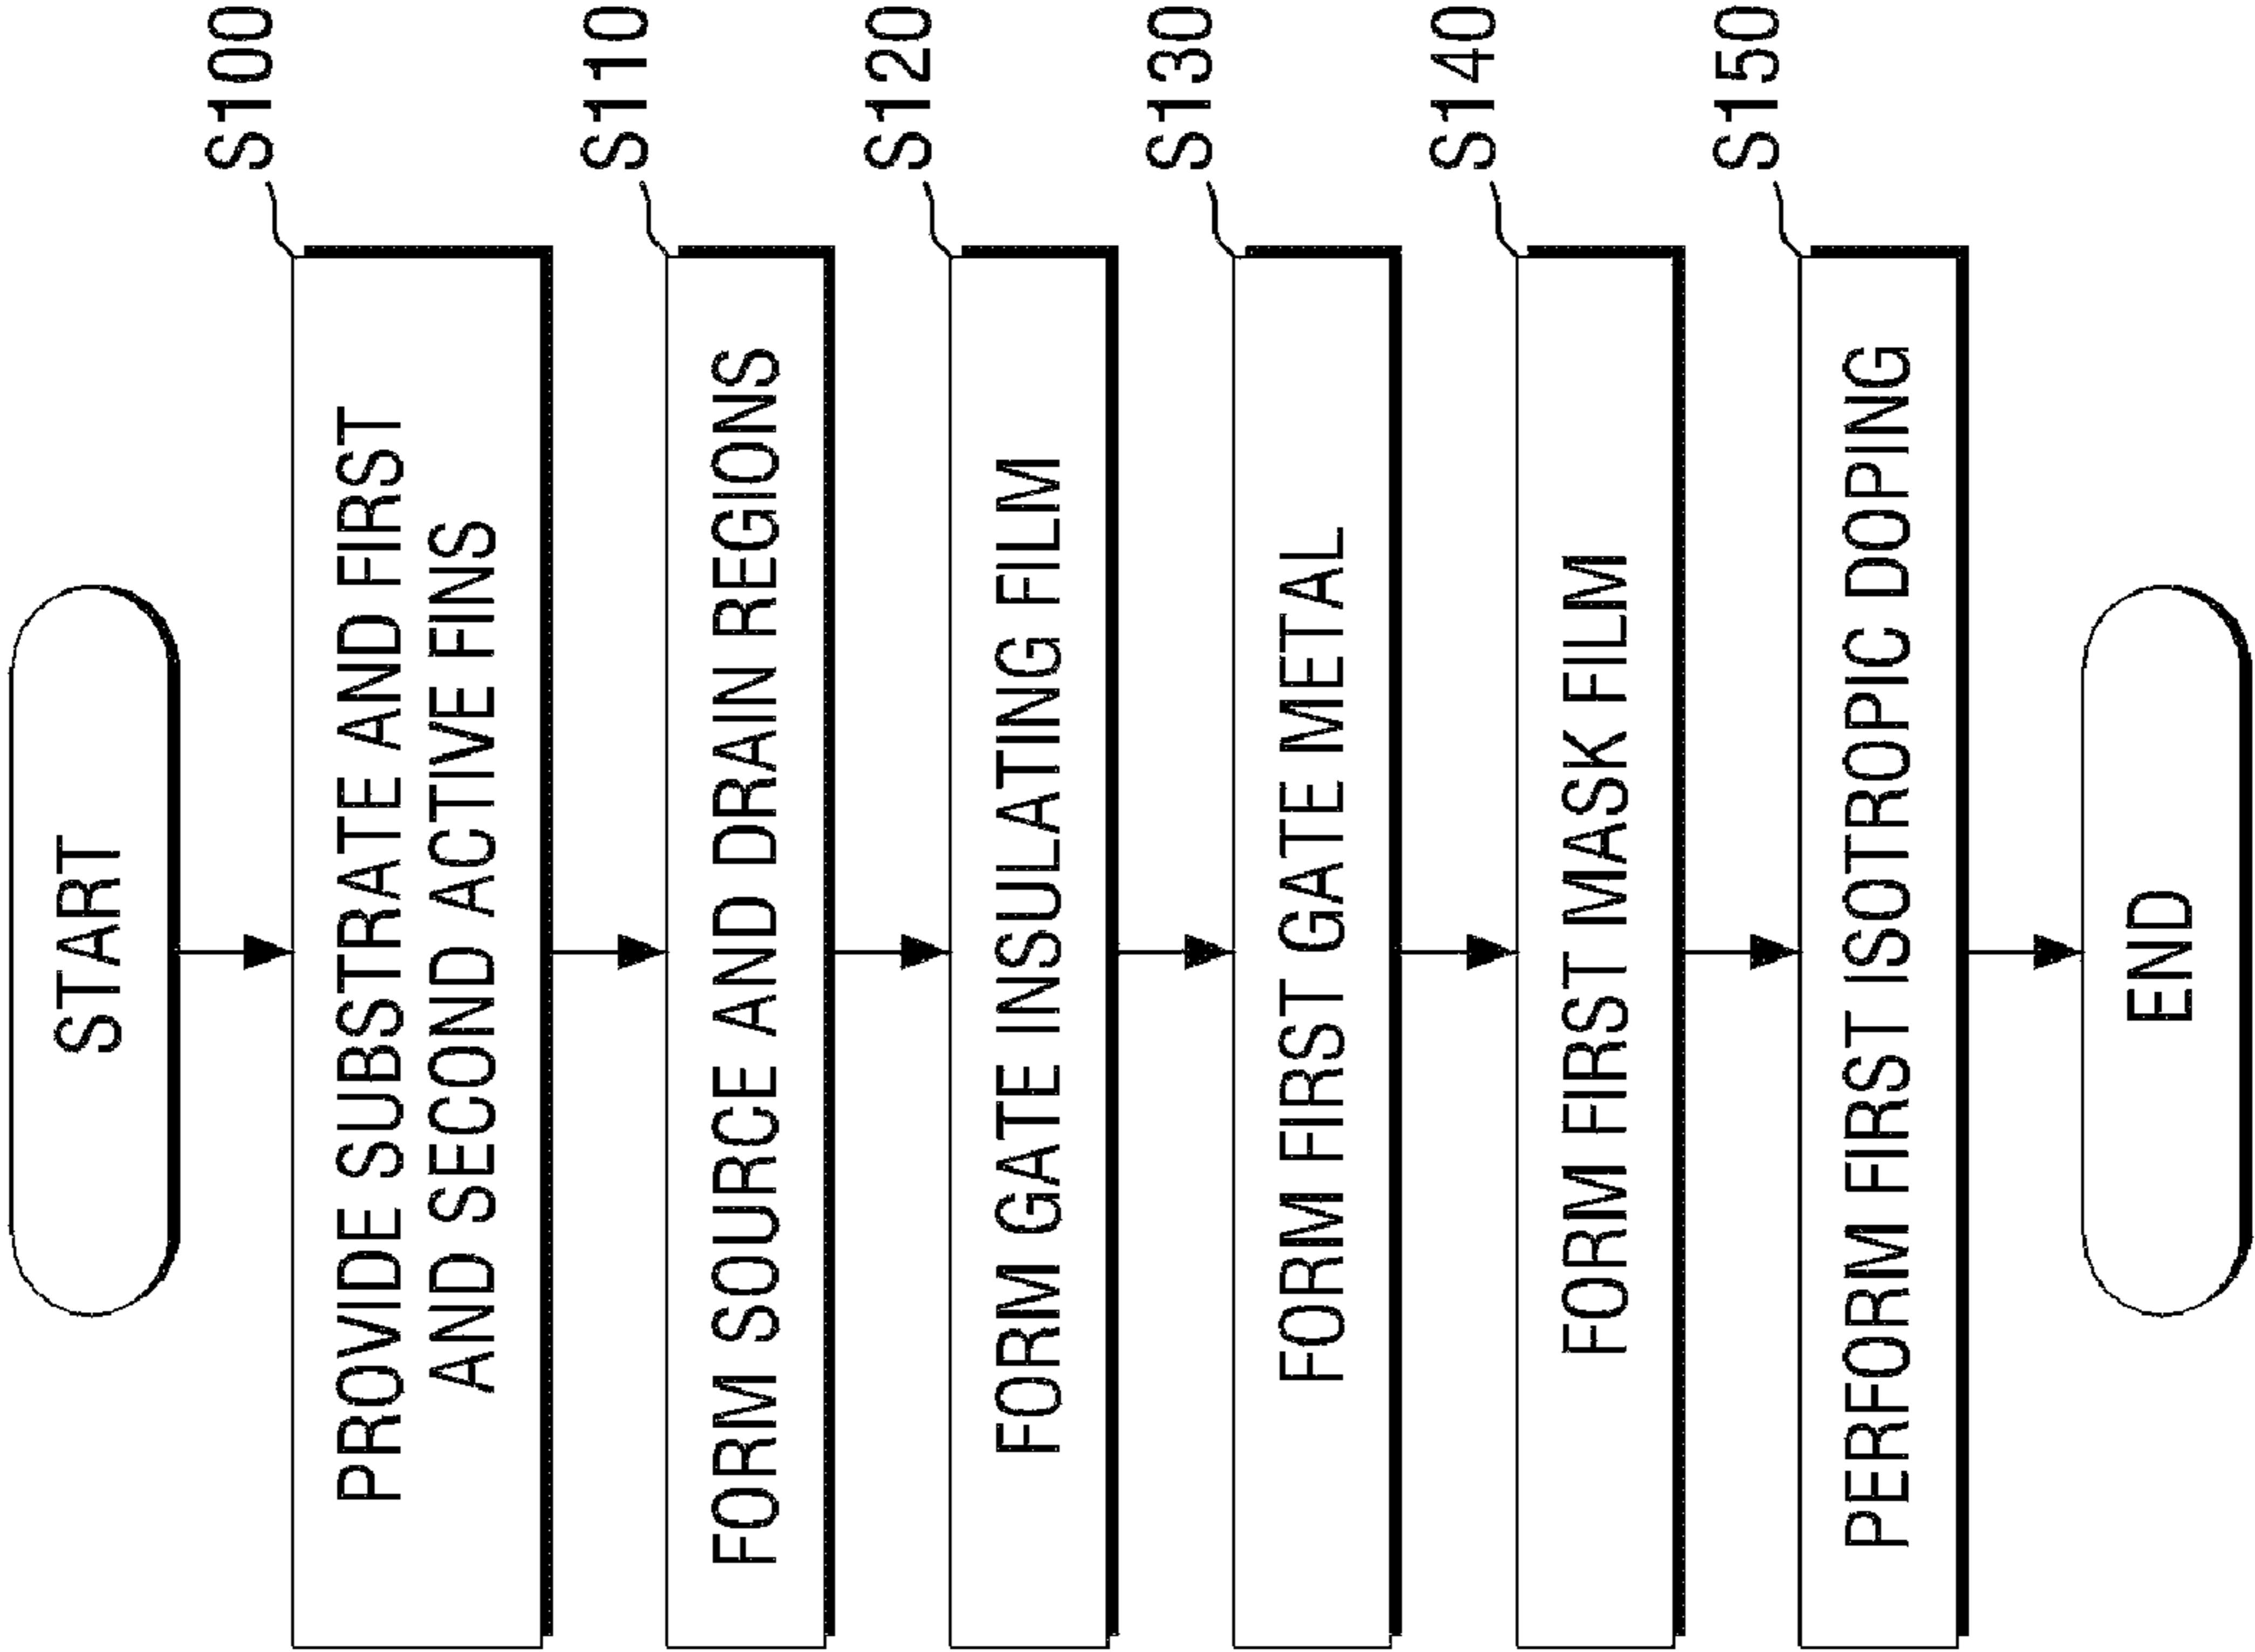 START
S100
PROVIDE SUBSTRATE AND FIRST
AND SECOND ACTIVE FINS
S110
FORM SOURCE AND DRAIN REGIONS
S120
FORM GATE INSULATING FILM
S130
FORM FIRST GATE METAL
S140
FORM FIRST MASK FILM
S150
PERFORM FIRST ISOTROPIC DOPING
END